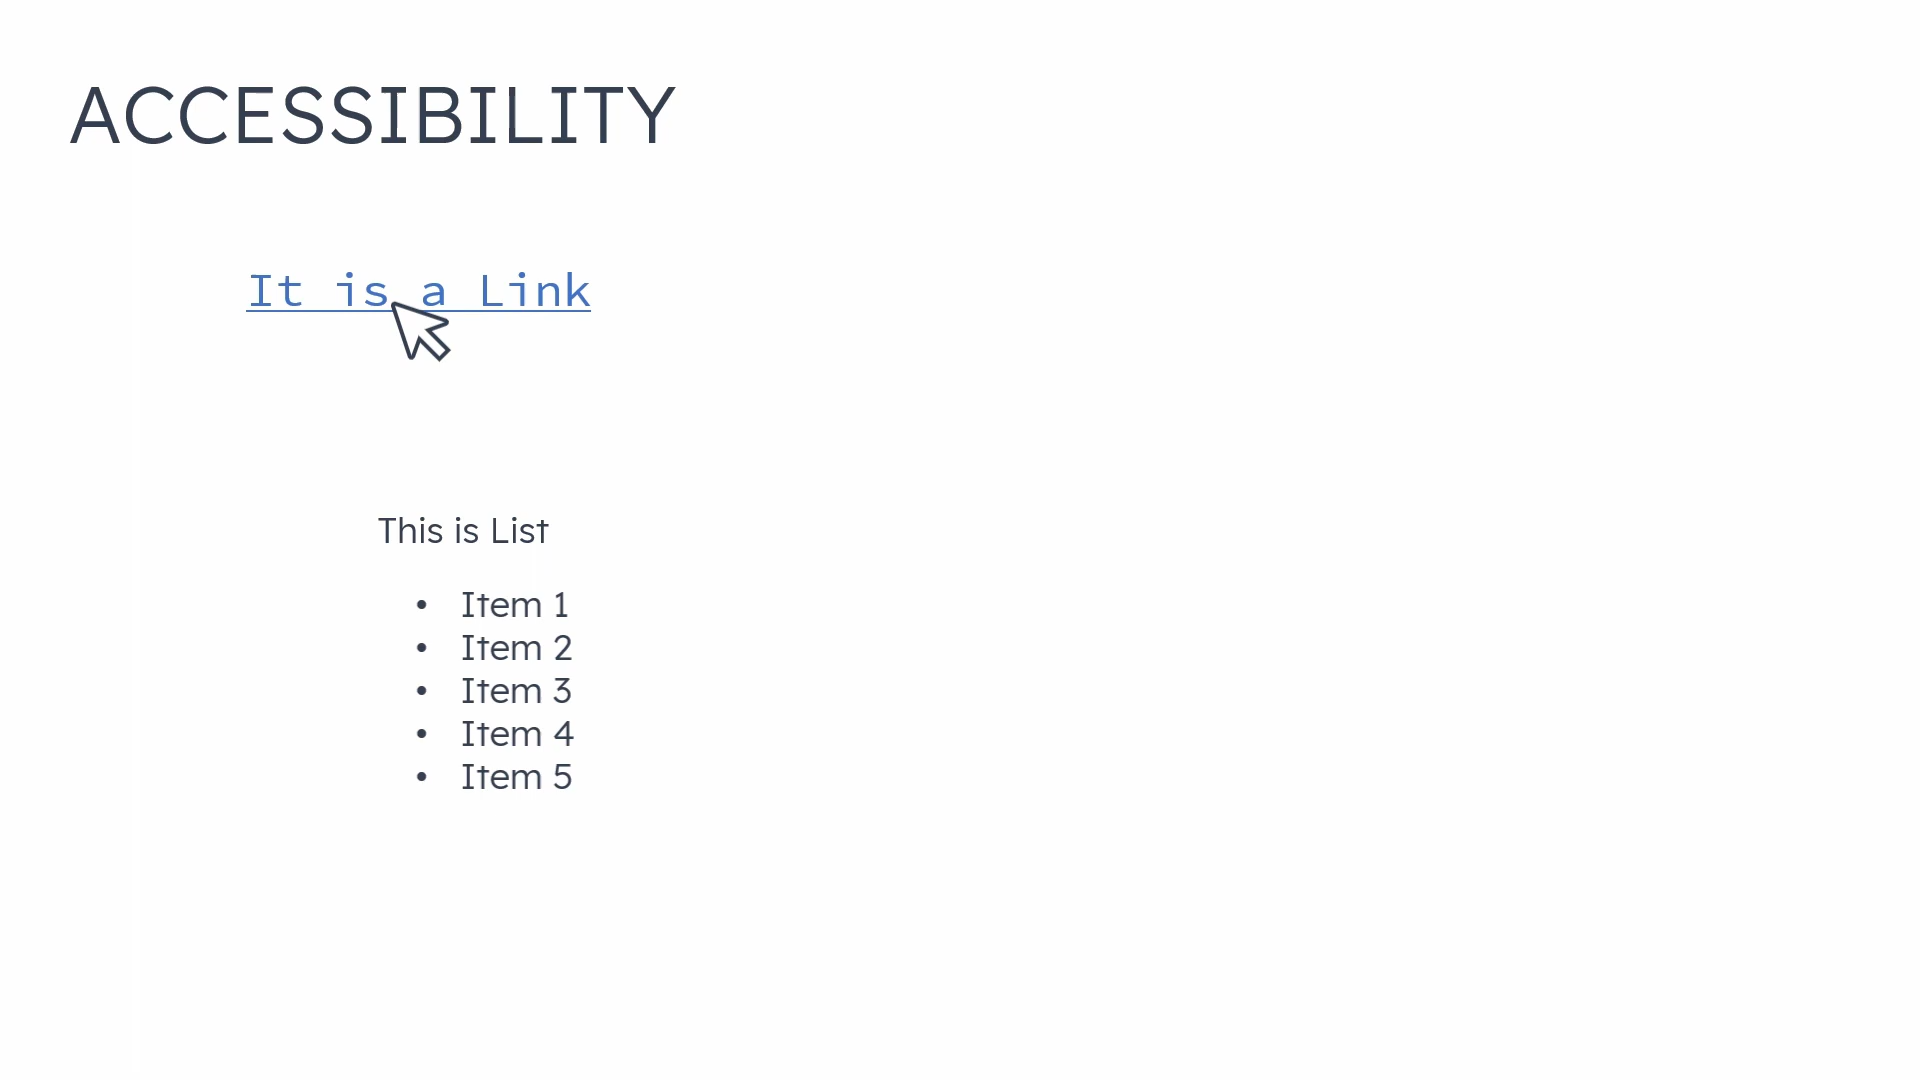 ACCESSIBILITY
It is a Link
This is List
• Item 1
• Item 2
• Item 3
• Item 4
• Item 5